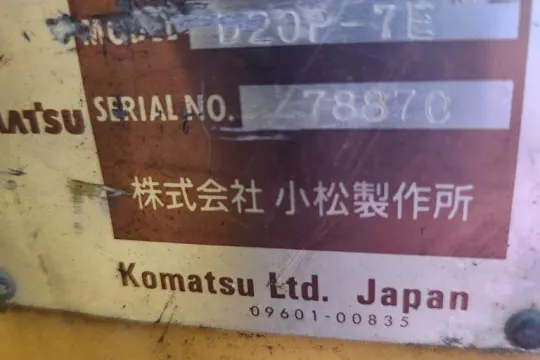 MODEL D20P-7E
SERIAL NO. 78870
株式会社 小松製作所
Komatsu Ltd. Japan
09601-00835